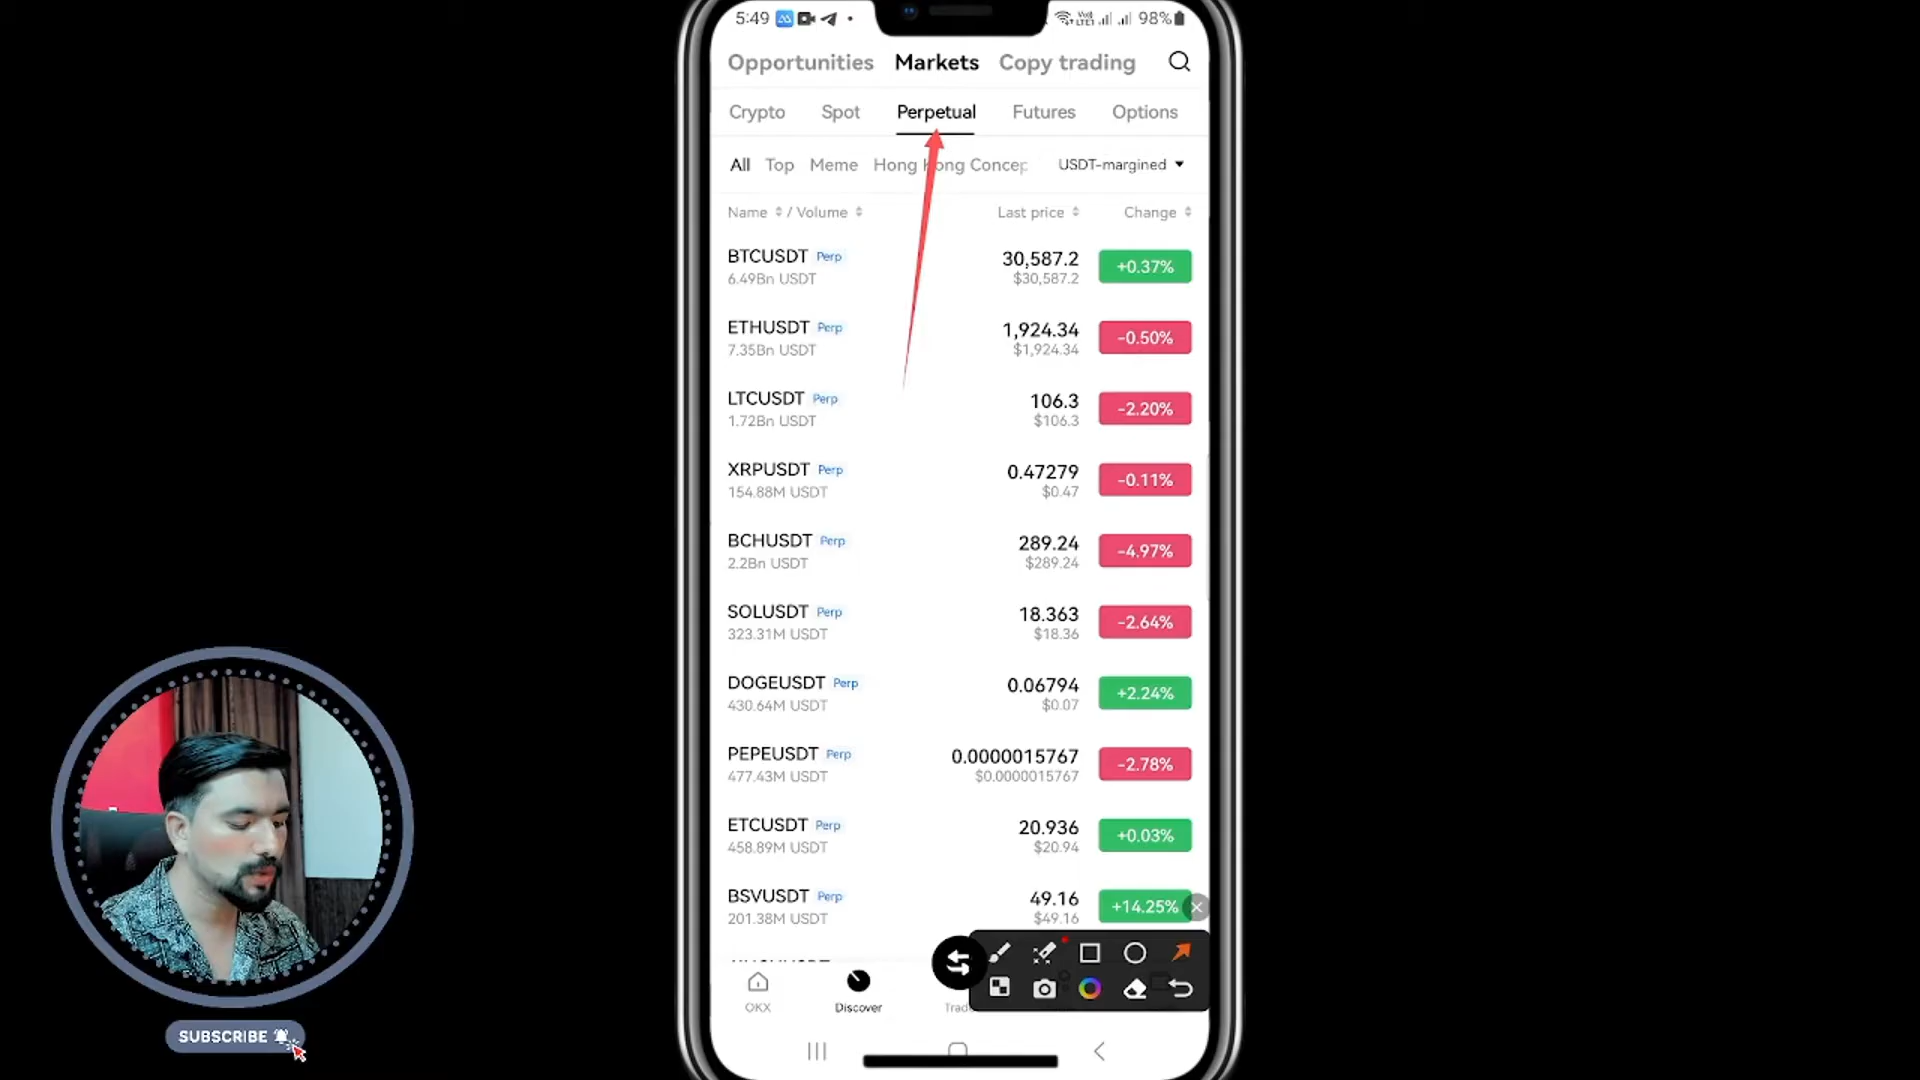 5:49 98%
Opportunities Markets Copy trading
Crypto Spot Perpetual Futures Options
All Top Meme Hong Kong Concep USDT-margined
Name / Volume Last price Change
BTCUSDT Perp 30,587.2 +0.37%
6.49Bn USDT $30,587.2
ETHUSDT Perp 1,924.34 -0.50%
7.35Bn USDT $1,924.34
LTCUSDT Perp 106.3 -2.20%
1.72Bn USDT $106.3
XRPUSDT Perp 0.47279 -0.11%
154.88M USDT $0.47
BCHUSDT Perp 289.24 -4.97%
2.2Bn USDT $289.24
SOLUSDT Perp 18.363 -2.64%
323.31M USDT $18.36
DOGEUSDT Perp 0.06794 +2.24%
430.64M USDT $0.07
PEPEUSDT Perp 0.0000015767 -2.78%
477.43M USDT $0.0000015767
ETCUSDT Perp 20.936 +0.03%
458.89M USDT $20.94
BSVUSDT Perp 49.16 +14.25%
201.38M USDT $49.16
OKX Discover Trad
SUBSCRIBE